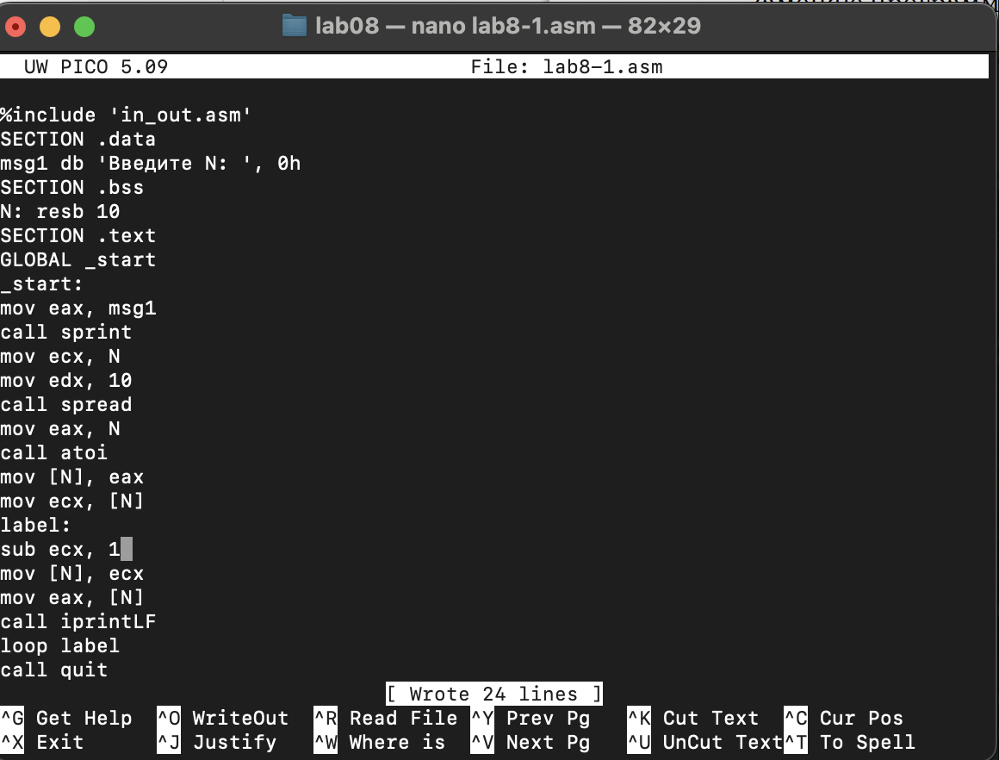 lab08 — nano lab8-1.asm — 82×29
UW PICO 5.09 File: lab8-1.asm
%include 'in_out.asm'
SECTION .data
msg1 db 'Введите N: ', 0h
SECTION .bss
N: resb 10
SECTION .text
GLOBAL _start
_start:
mov eax, msg1
call sprint
mov ecx, N
mov edx, 10
call spread
mov eax, N
call atoi
mov [N], eax
mov ecx, [N]
label:
sub ecx, 1
mov [N], ecx
mov eax, [N]
call iprintLF
loop label
call quit
[ Wrote 24 lines ]
^G Get Help ^O WriteOut ^R Read File ^Y Prev Pg ^K Cut Text ^C Cur Pos
^X Exit ^J Justify ^W Where is ^V Next Pg ^U UnCut Text^T To Spell